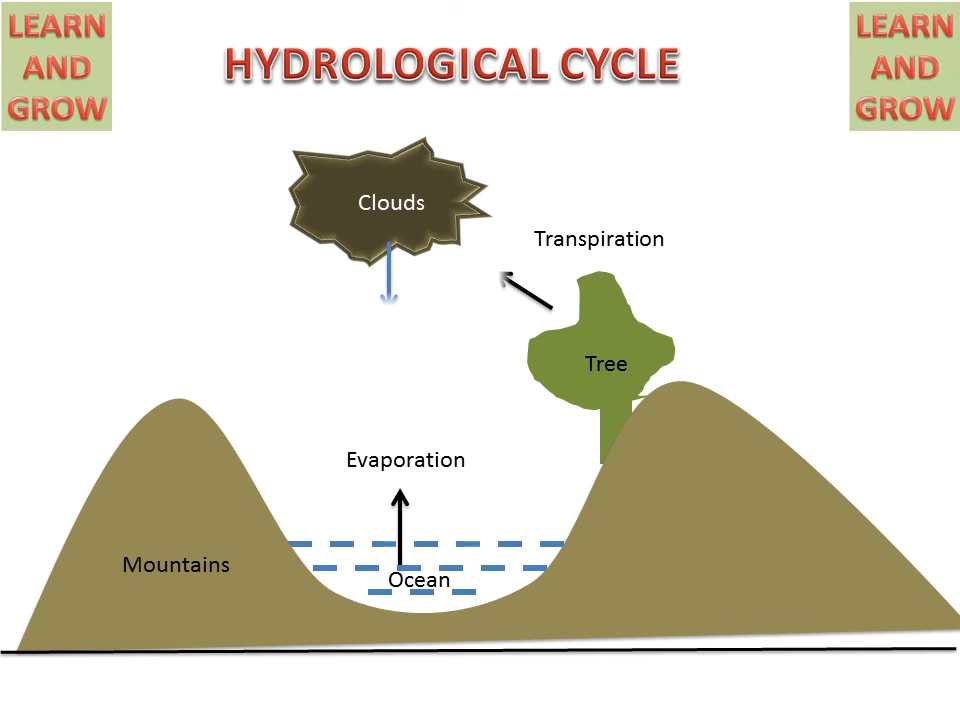 LEARN
AND
GROW
HYDROLOGICAL CYCLE
LEARN
AND
GROW
Clouds
Transpiration
Tree
Evaporation
Mountains
Ocean